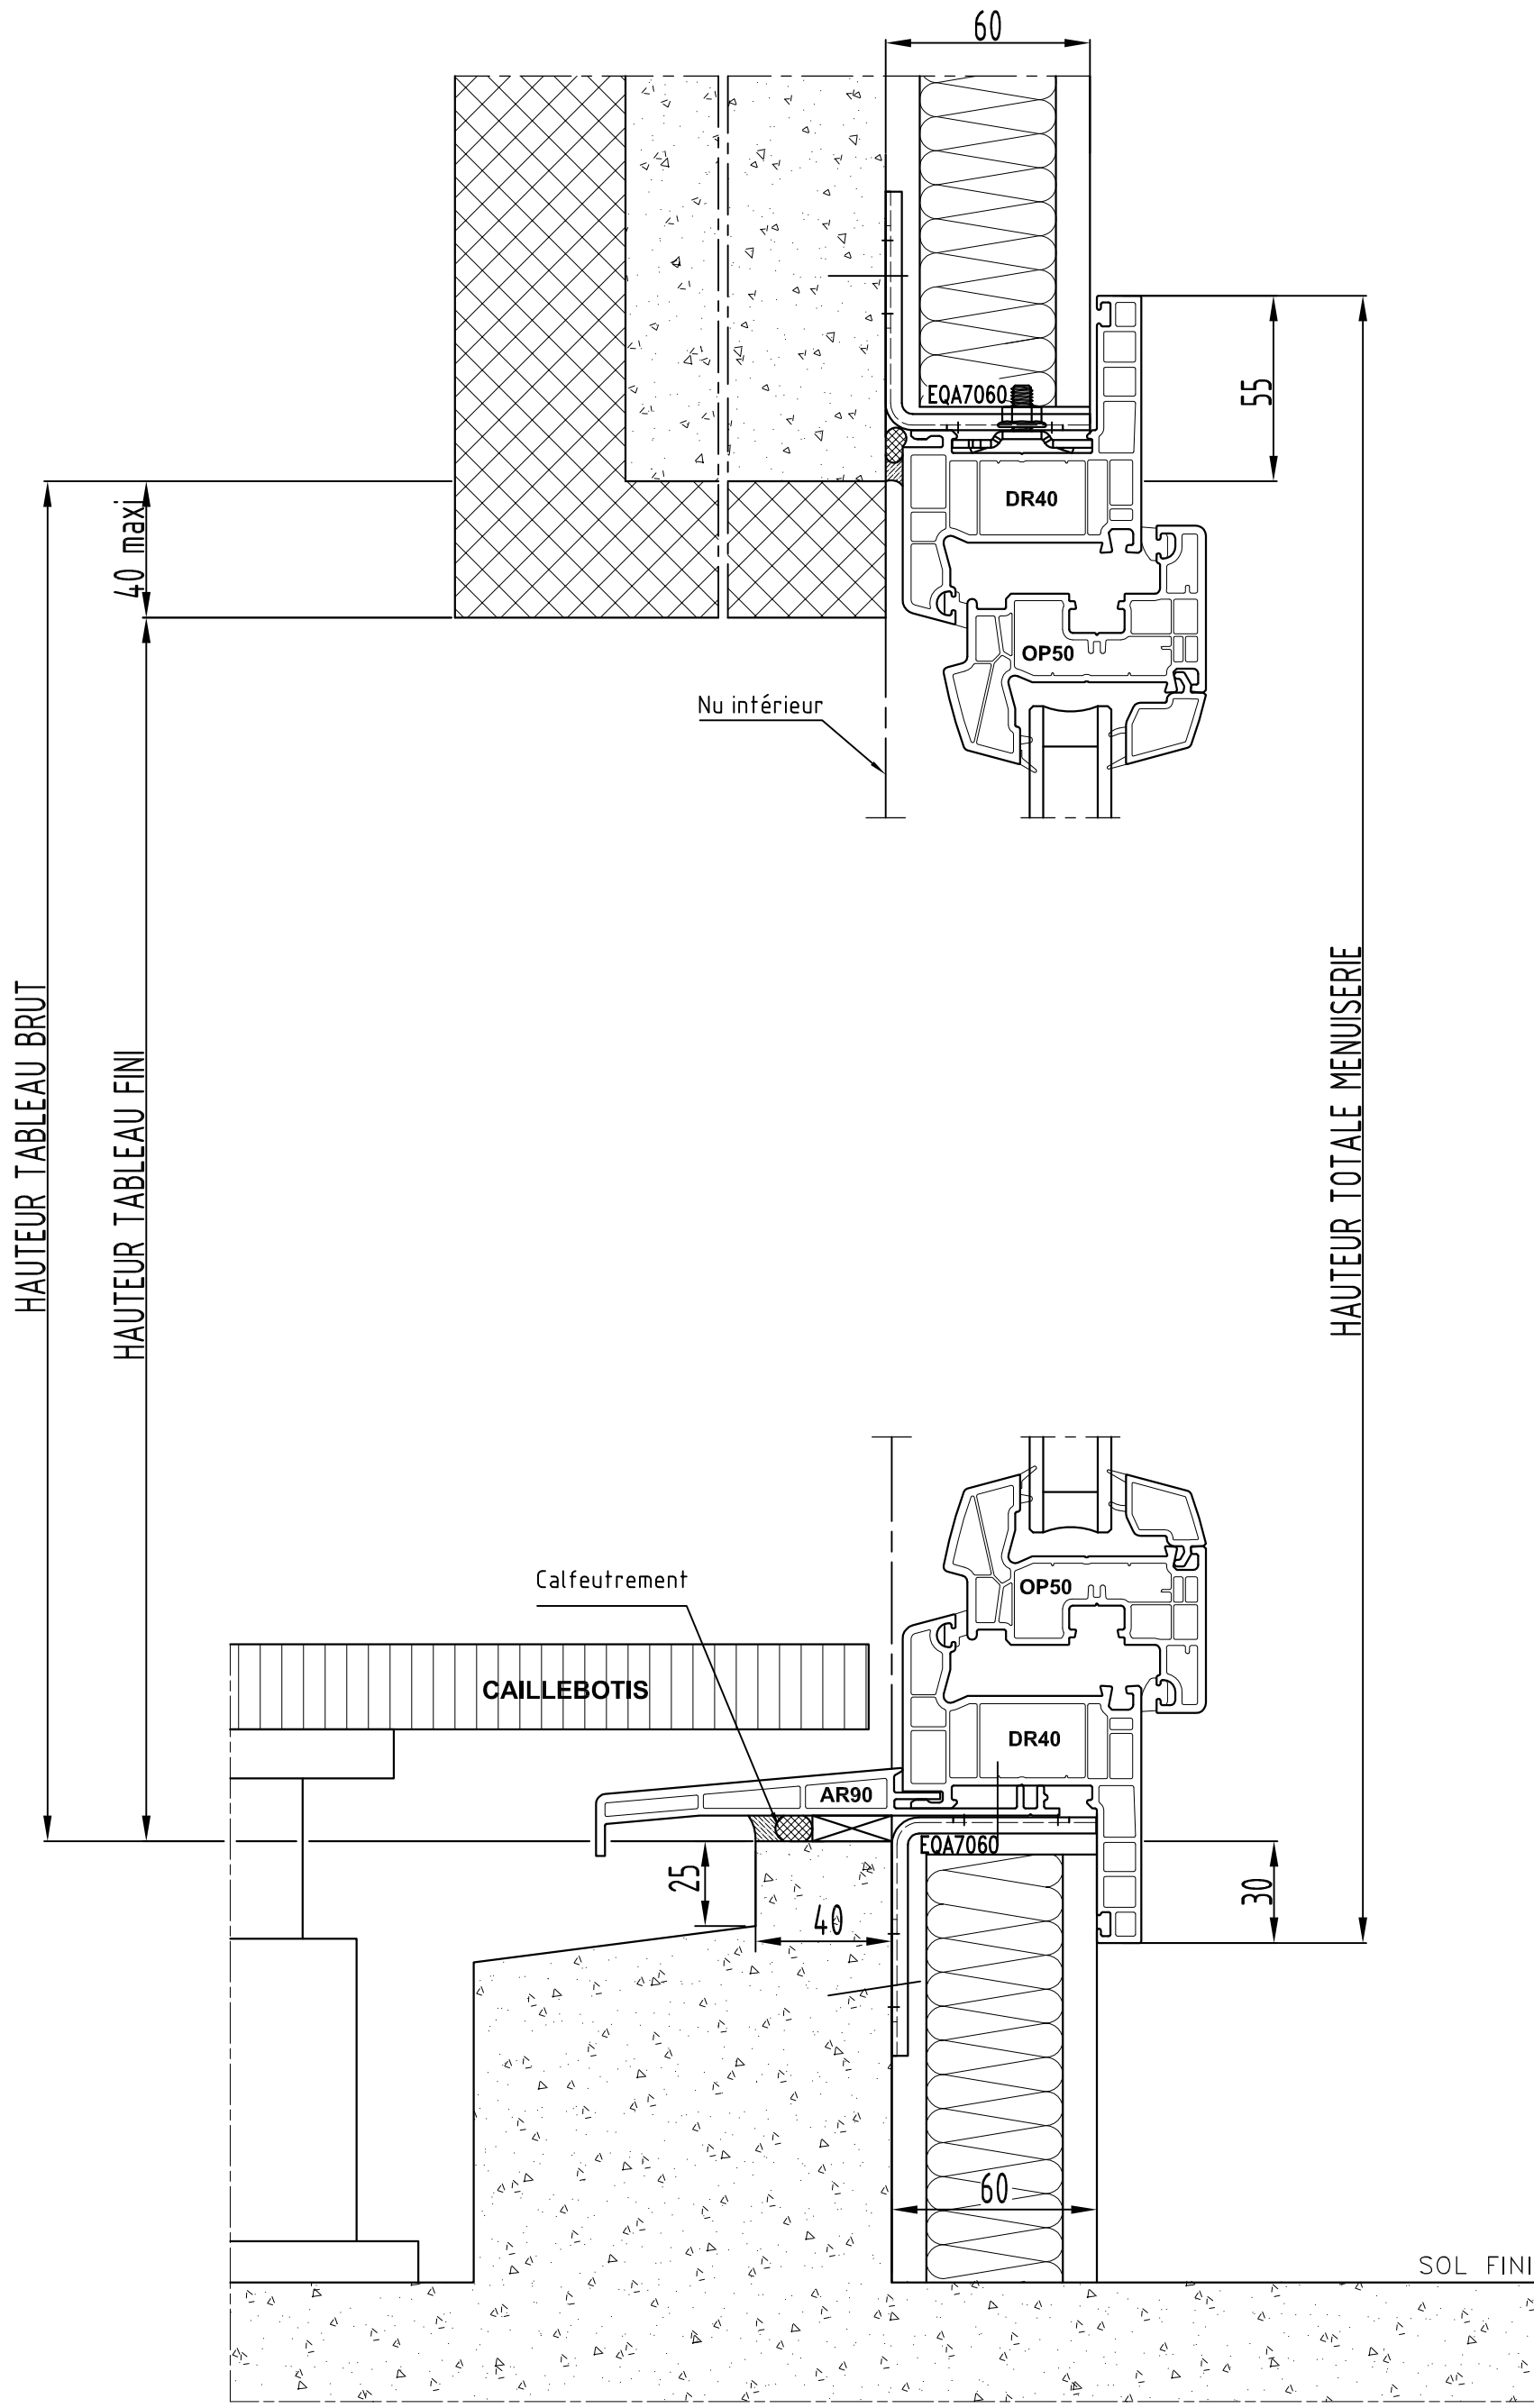 60
EQA7060
55
DR40
40 maxi
OP50
Nu intérieur
HAUTEUR TABLEAU BRUT
HAUTEUR TABLEAU FINI
HAUTEUR TOTALE MENUISERIE
Calfeutrement
OP50
CAILLEBOTIS
DR40
AR90
EQA7060
25
40
30
60
SOL FINI